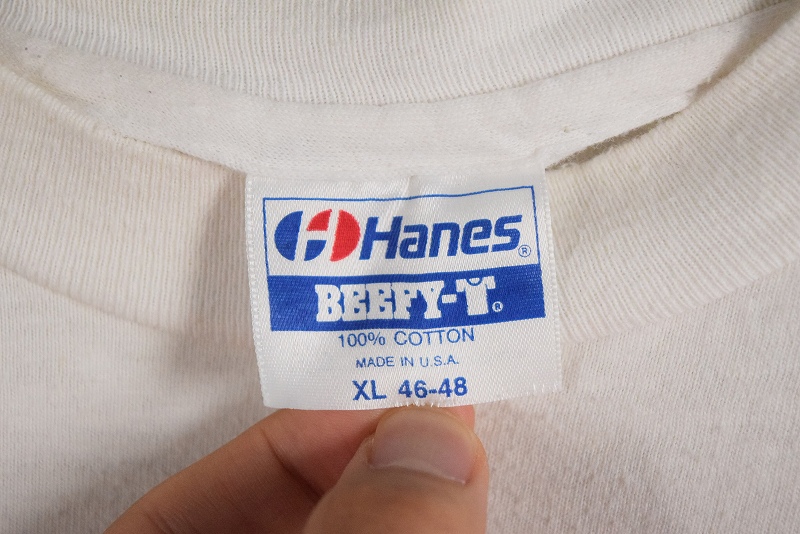 Hanes®
BEEFY-T®
100% COTTON
MADE IN U.S.A.
XL 46-48